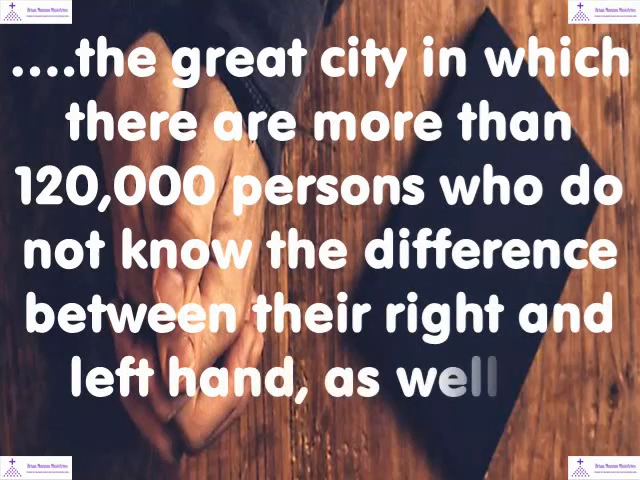 ....the great city in which
there are more than
120,000 persons who do
not know the difference
between their right and
left hand, as well